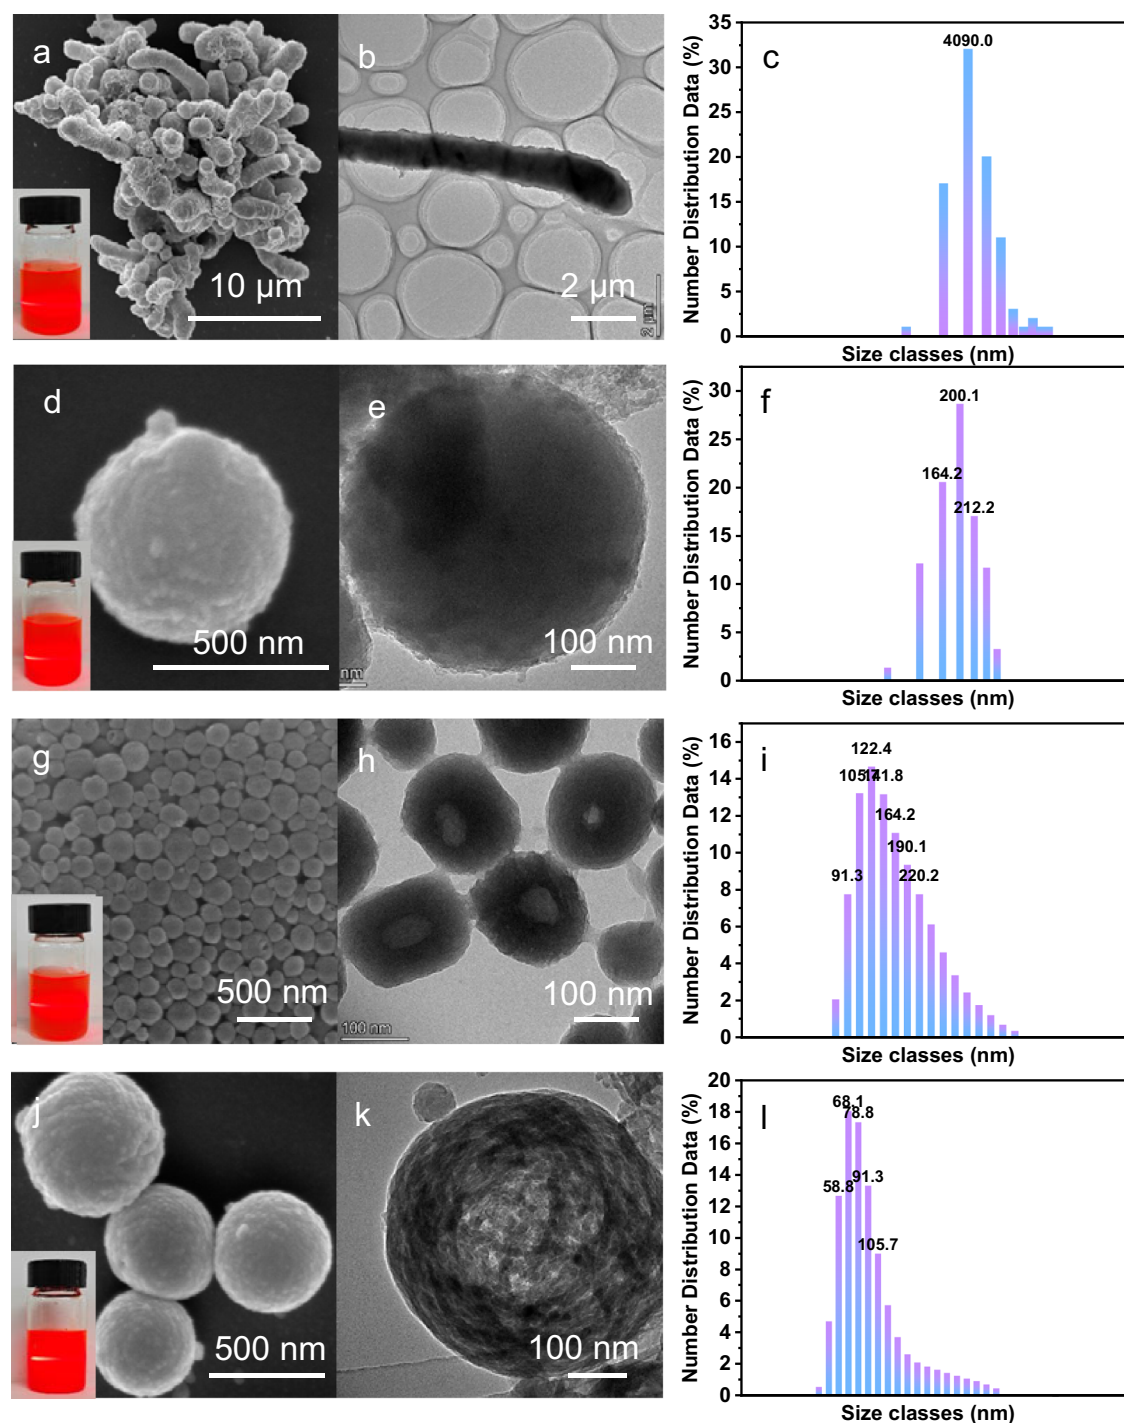 a
10 μm
b
2 μm
2 μm
c
Number Distribution Data (%)
35
30
25
20
15
10
5
0
4090.0
Size classes (nm)
d
500 nm
e
100 nm
nm
f
Number Distribution Data (%)
30
25
20
15
10
5
0
200.1
164.2
212.2
Size classes (nm)
g
500 nm
h
100 nm
100 nm
i
Number Distribution Data (%)
16
14
12
10
8
6
4
2
0
122.4
105.7
141.8
164.2
190.1
91.3
220.2
Size classes (nm)
j
500 nm
k
100 nm
l
Number Distribution Data (%)
20
18
16
14
12
10
8
6
4
2
0
68.1
78.8
91.3
58.8
105.7
Size classes (nm)